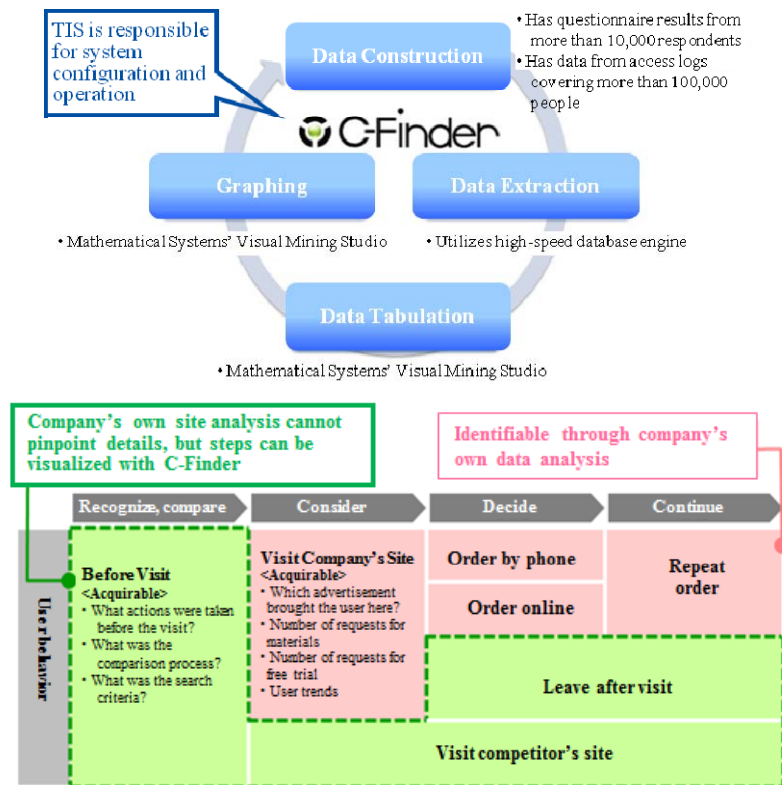 TIS is responsible
for system
configuration and
operation
Data Construction
• Has questionnaire results from
more than 10,000 respondents
• Has data from access logs
covering more than 100,000
people
C-Finder
Graphing
Data Extraction
• Mathematical Systems' Visual Mining Studio
• Utilizes high-speed database engine
Data Tabulation
• Mathematical Systems' Visual Mining Studio
Company's own site analysis cannot
pinpoint details, but steps can be
visualized with C-Finder
Identifiable through company's
own data analysis
Recognize, compare
Consider
Decide
Continue
User behavior
Before Visit
<Acquirable>
• What actions were taken
before the visit?
• What was the
comparison process?
• What was the search
criteria?
Visit Company's Site
<Acquirable>
• Which advertisement
brought the user here?
• Number of requests for
materials
• Number of requests for
free trial
• User trends
Order by phone
Order online
Repeat
order
Leave after visit
Visit competitor's site